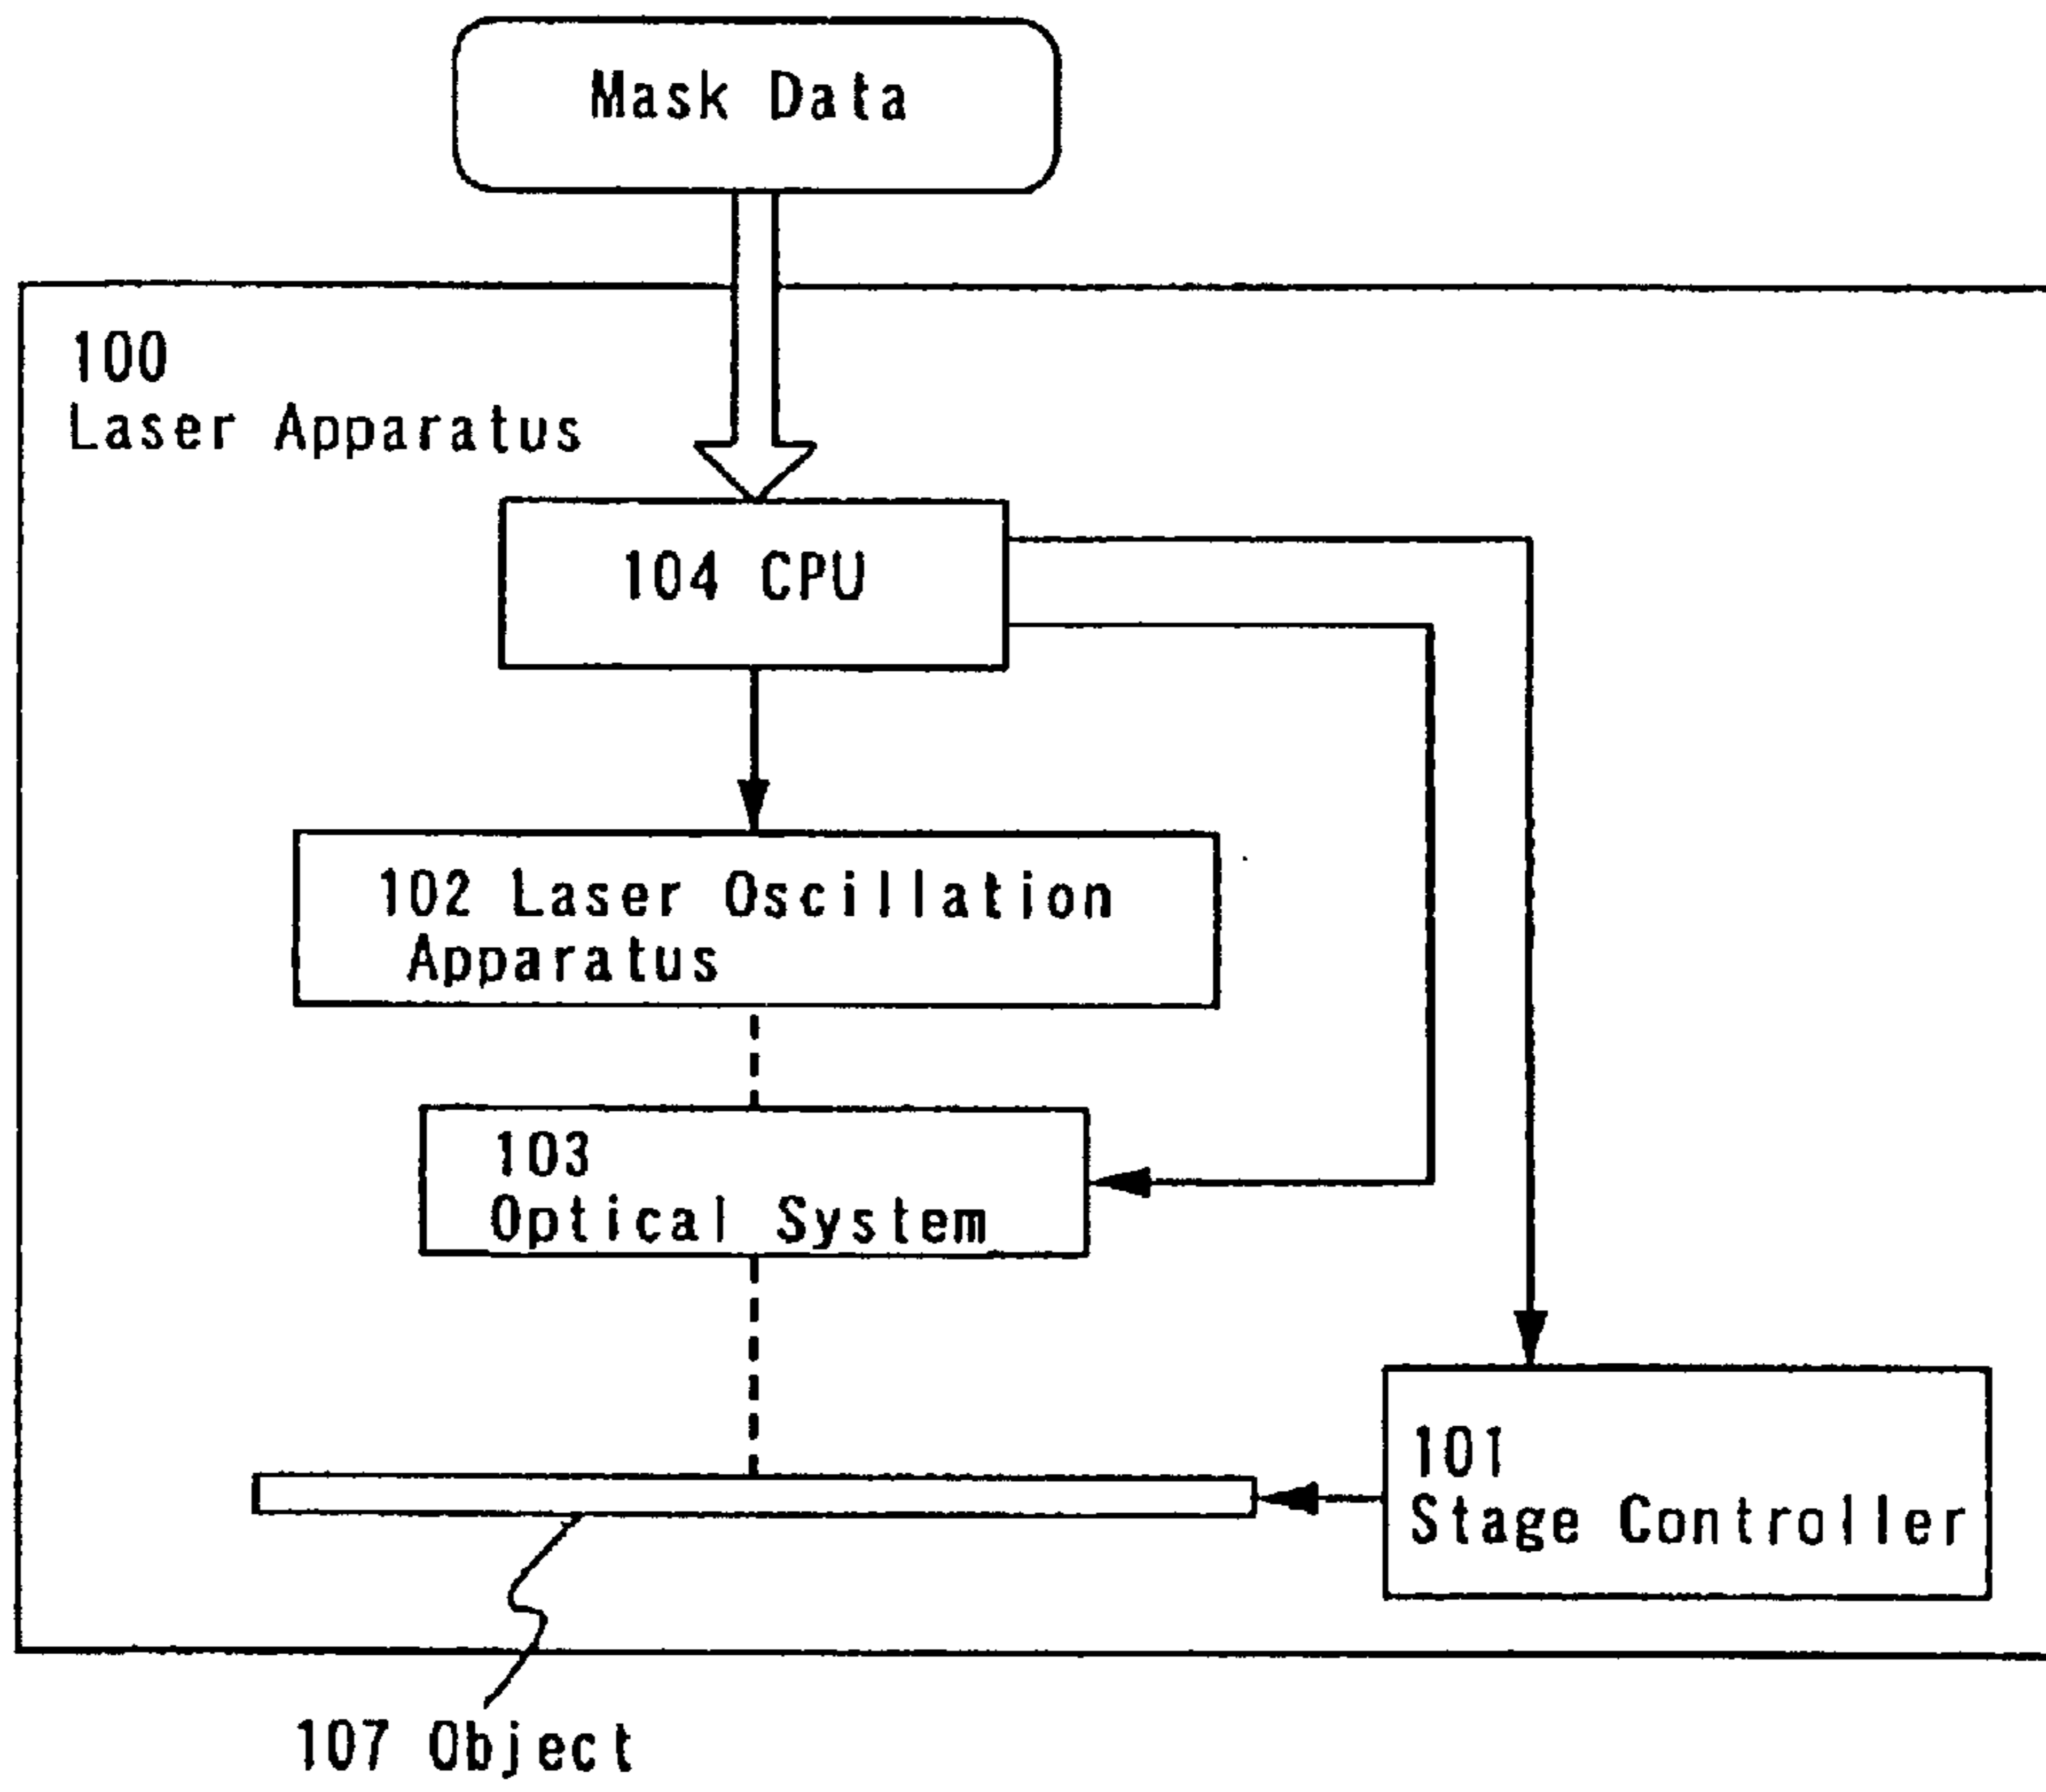 Mask Data
100
Laser Apparatus
104 CPU
102 Laser Oscillation
Apparatus
103
Optical System
101
Stage Controller
107 Object